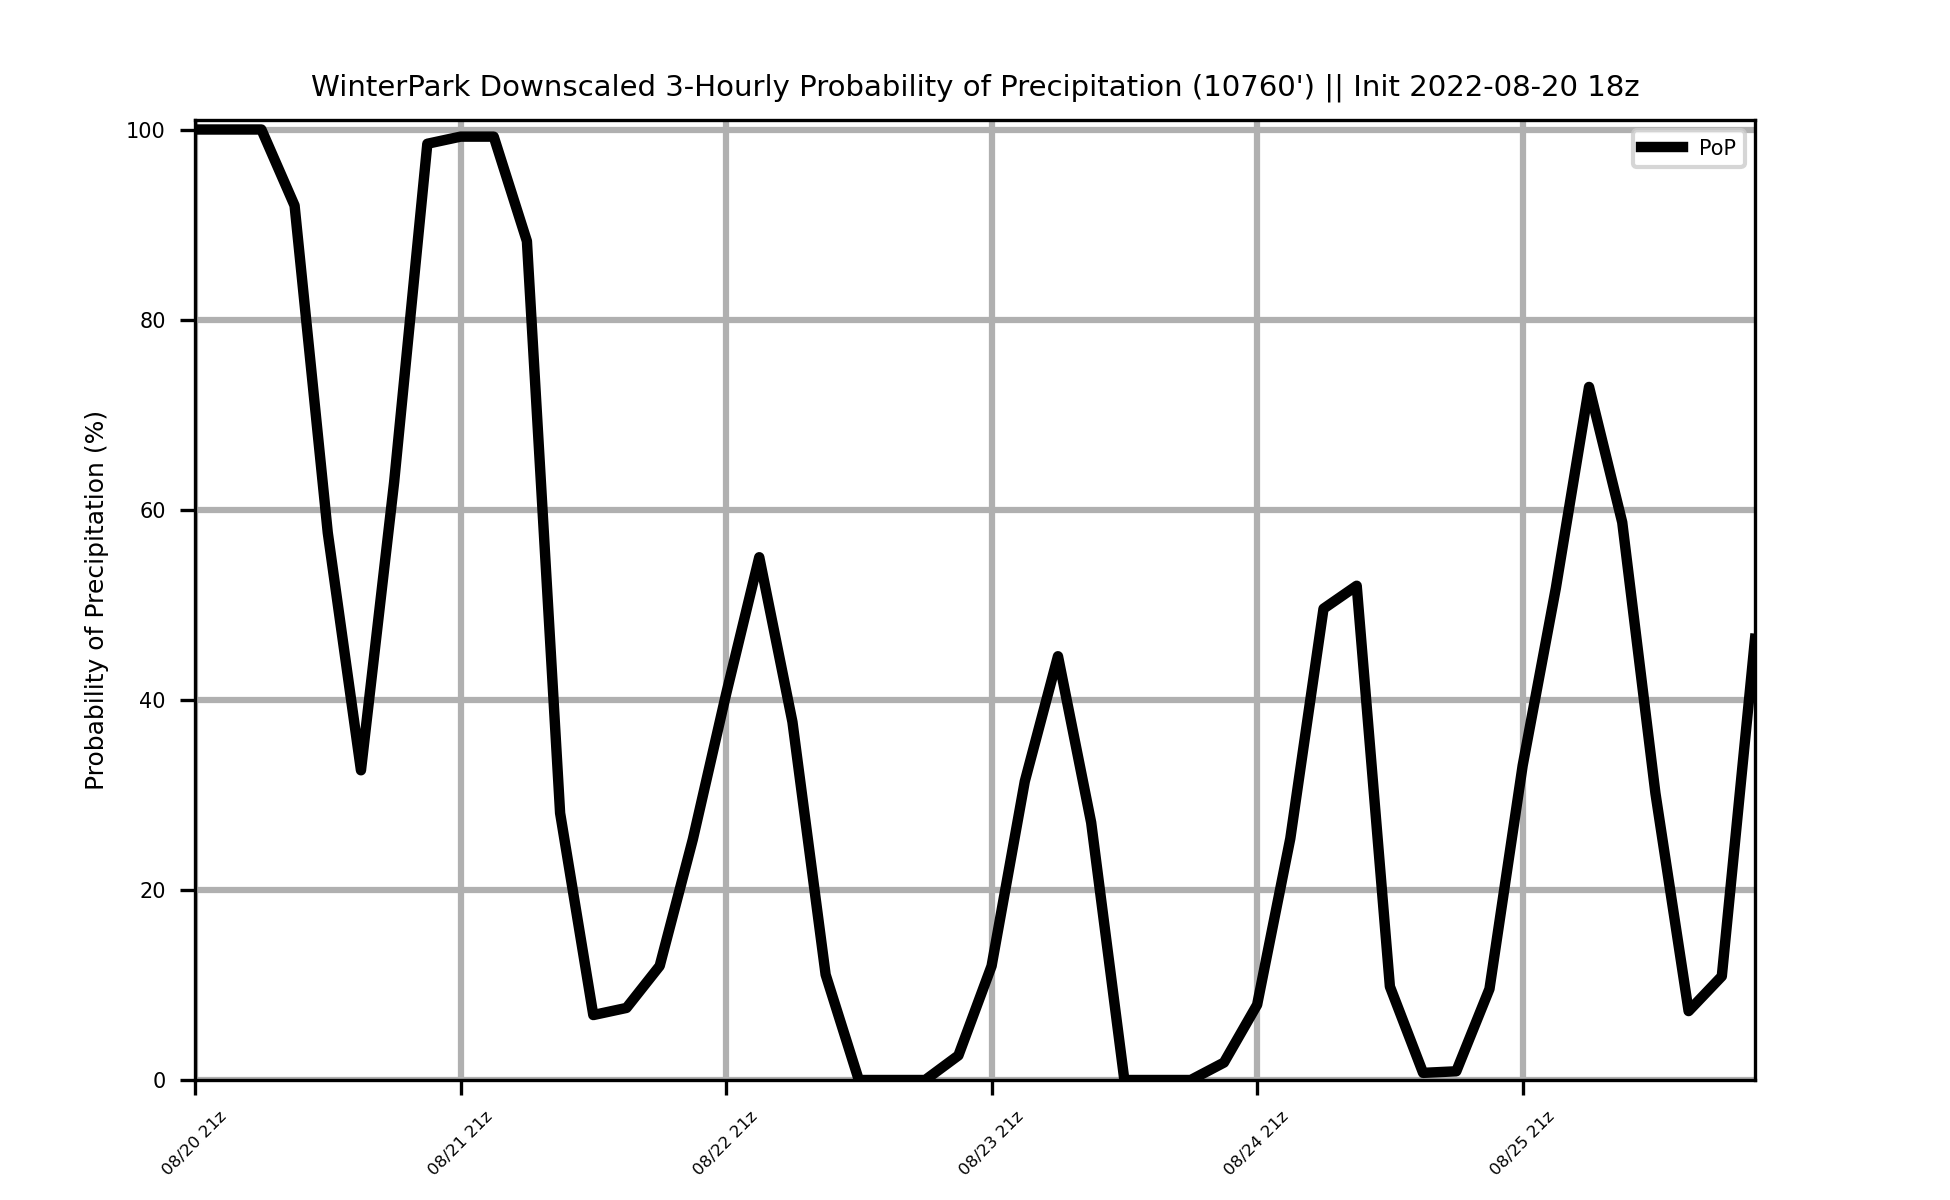 WinterPark Downscaled 3-Hourly Probability of Precipitation (10760') || Init 2022-08-20 18z
PoP
Probability of Precipitation (%)
100
80
60
40
20
0
08/20 21z
08/21 21z
08/22 21z
08/23 21z
08/24 21z
08/25 21z